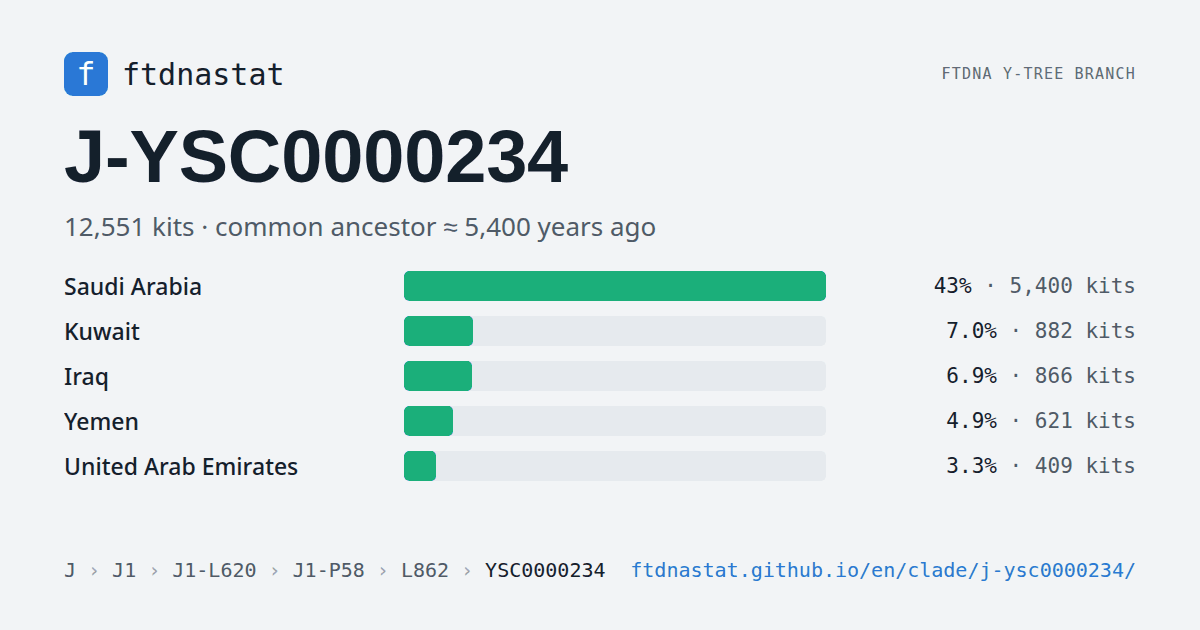 f ftdnastat
FTDNA Y-TREE BRANCH
J-YSC0000234
12,551 kits · common ancestor ≈ 5,400 years ago
Saudi Arabia 43% · 5,400 kits
Kuwait 7.0% · 882 kits
Iraq 6.9% · 866 kits
Yemen 4.9% · 621 kits
United Arab Emirates 3.3% · 409 kits
J › J1 › J1-L620 › J1-P58 › L862 › YSC0000234 ftdnastat.github.io/en/clade/j-ysc0000234/